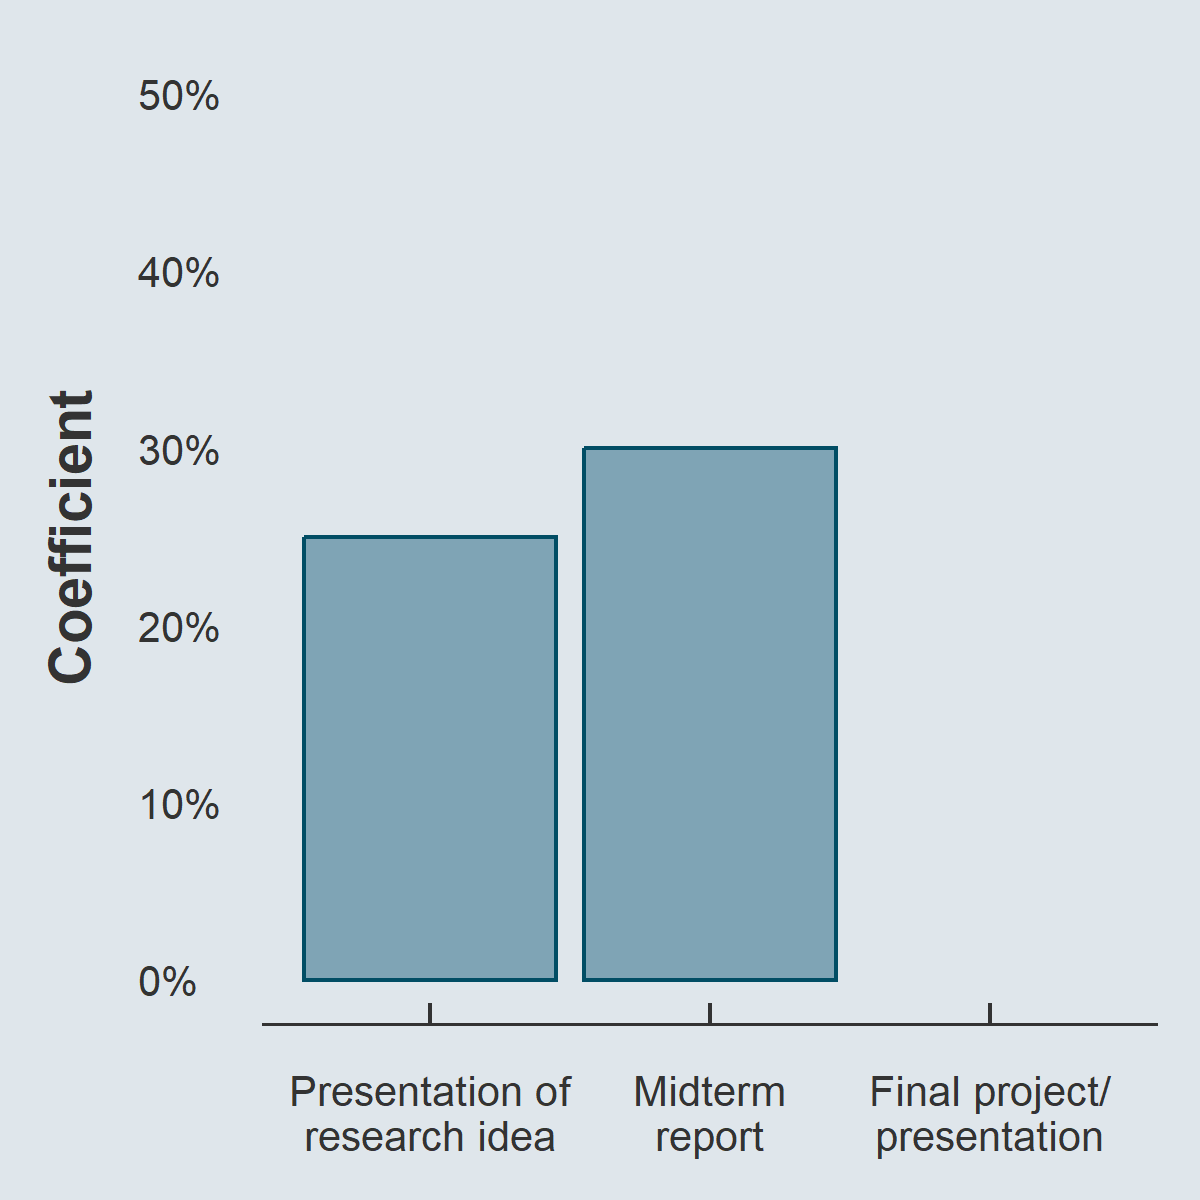 50%
40%
30%
20%
10%
0%
Coefficient
Presentation of
research idea
Midterm
report
Final project/
presentation